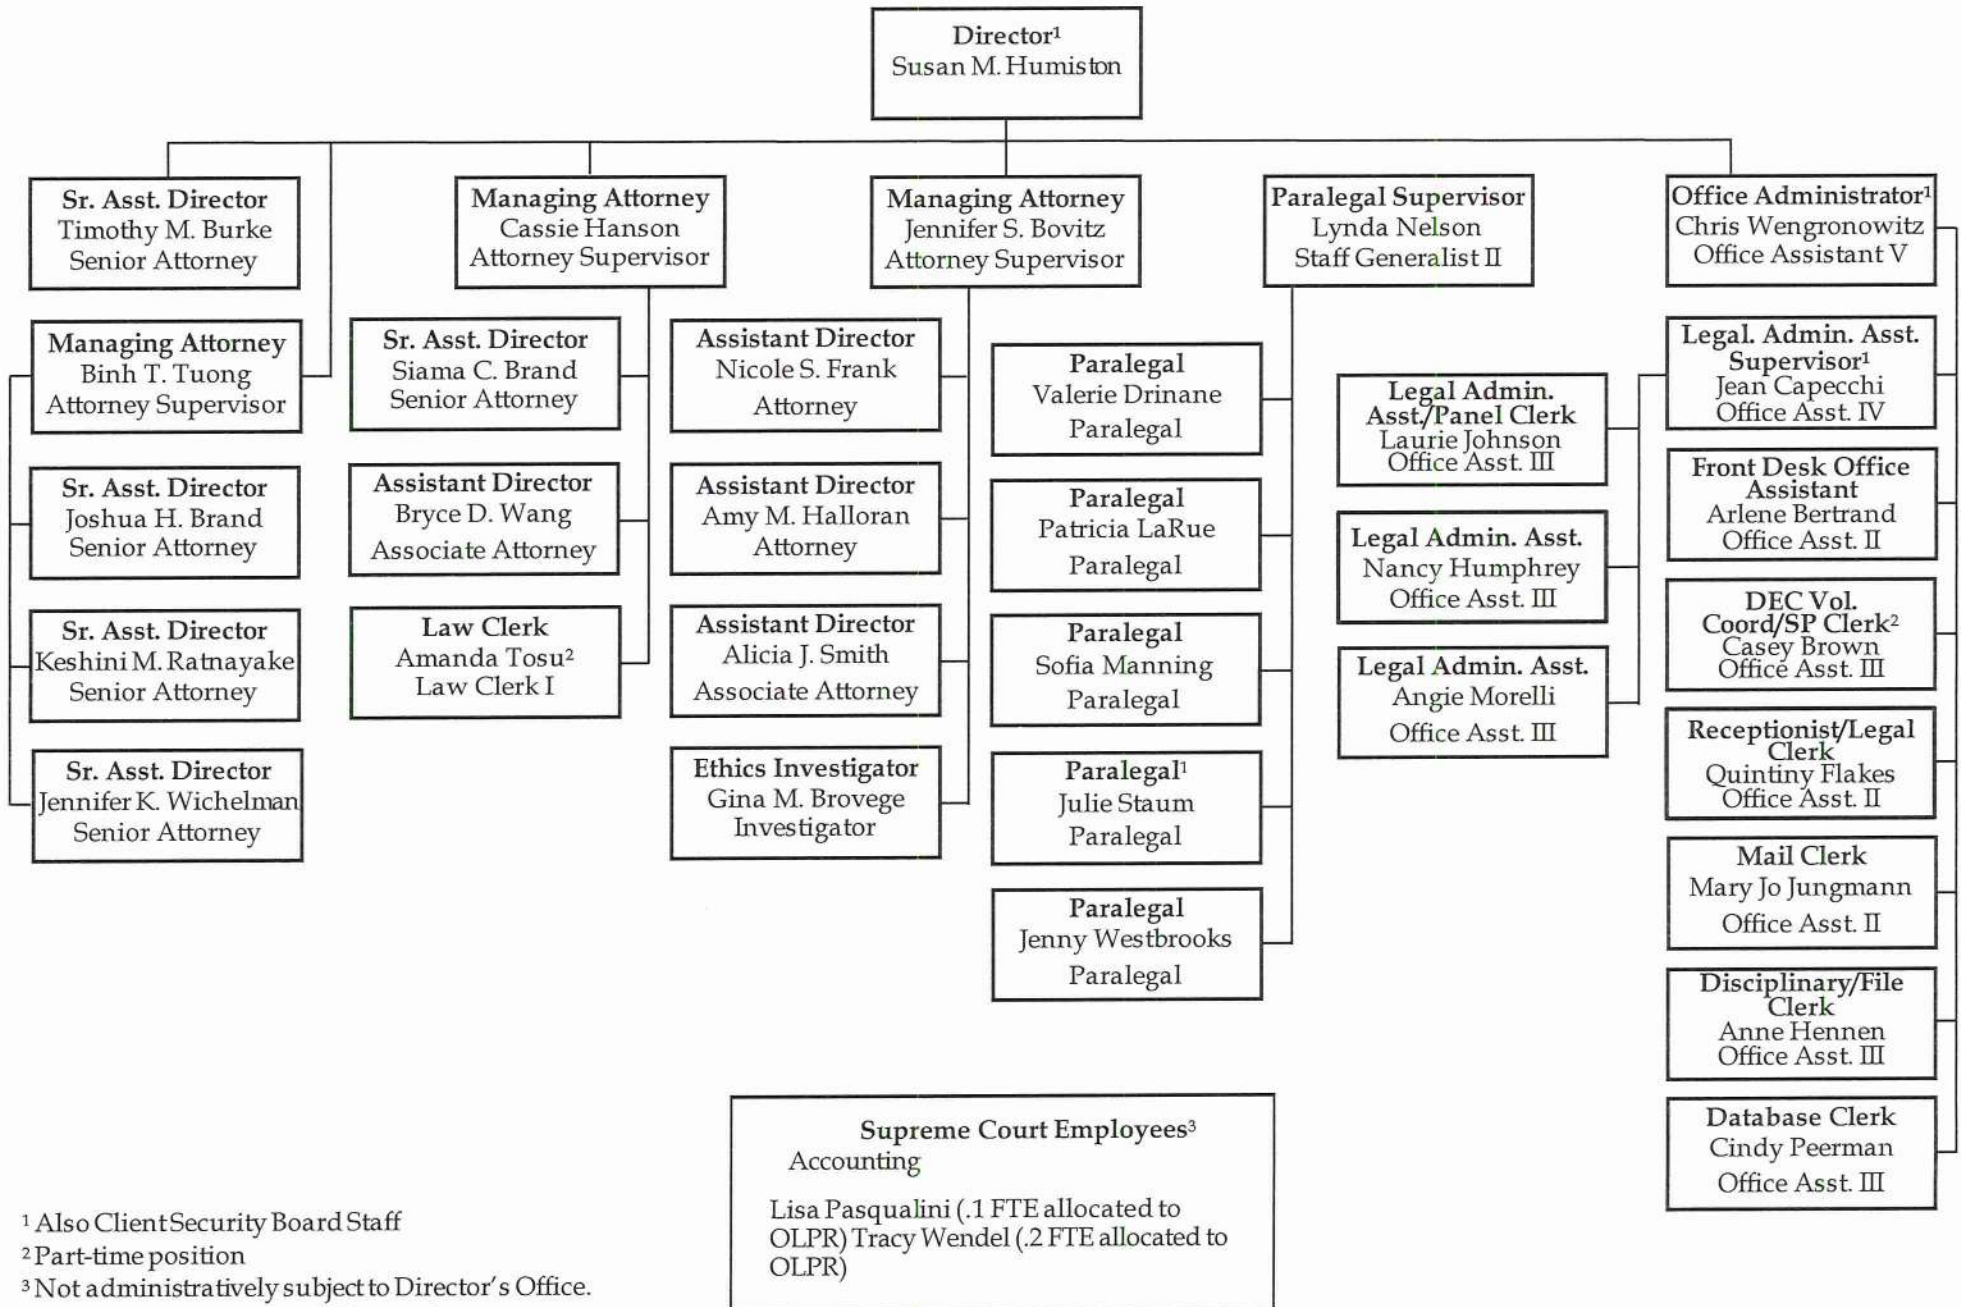 Director¹
Susan M. Humiston
Sr. Asst. Director
Timothy M. Burke
Senior Attorney
Managing Attorney
Binh T. Tuong
Attorney Supervisor
Sr. Asst. Director
Joshua H. Brand
Senior Attorney
Sr. Asst. Director
Keshini M. Ratnayake
Senior Attorney
Sr. Asst. Director
Jennifer K. Wichelman
Senior Attorney
Managing Attorney
Cassie Hanson
Attorney Supervisor
Sr. Asst. Director
Siama C. Brand
Senior Attorney
Assistant Director
Bryce D. Wang
Associate Attorney
Law Clerk
Amanda Tosu²
Law Clerk I
Managing Attorney
Jennifer S. Bovitz
Attorney Supervisor
Assistant Director
Nicole S. Frank
Attorney
Assistant Director
Amy M. Halloran
Attorney
Assistant Director
Alicia J. Smith
Associate Attorney
Ethics Investigator
Gina M. Brovege
Investigator
Paralegal Supervisor
Lynda Nelson
Staff Generalist II
Paralegal
Valerie Drinane
Paralegal
Paralegal
Patricia LaRue
Paralegal
Paralegal
Sofia Manning
Paralegal
Paralegal¹
Julie Staum
Paralegal
Paralegal
Jenny Westbrooks
Paralegal
Office Administrator¹
Chris Wengronowitz
Office Assistant V
Legal. Admin. Asst.
Supervisor¹
Jean Capecchi
Office Asst. IV
Legal Admin.
Asst./Panel Clerk
Laurie Johnson
Office Asst. III
Legal Admin. Asst.
Nancy Humphrey
Office Asst. III
Legal Admin. Asst.
Angie Morelli
Office Asst. III
Front Desk Office
Assistant
Arlene Bertrand
Office Asst. II
DEC Vol.
Coord/SP Clerk²
Casey Brown
Office Asst. III
Receptionist/Legal
Clerk
Quintiny Flakes
Office Asst. II
Mail Clerk
Mary Jo Jungmann
Office Asst. II
Disciplinary/File
Clerk
Anne Hennen
Office Asst. III
Database Clerk
Cindy Peerman
Office Asst. III
Supreme Court Employees³
Accounting
Lisa Pasqualini (.1 FTE allocated to
OLPR) Tracy Wendel (.2 FTE allocated to
OLPR)
¹ Also Client Security Board Staff
² Part-time position
³ Not administratively subject to Director's Office.